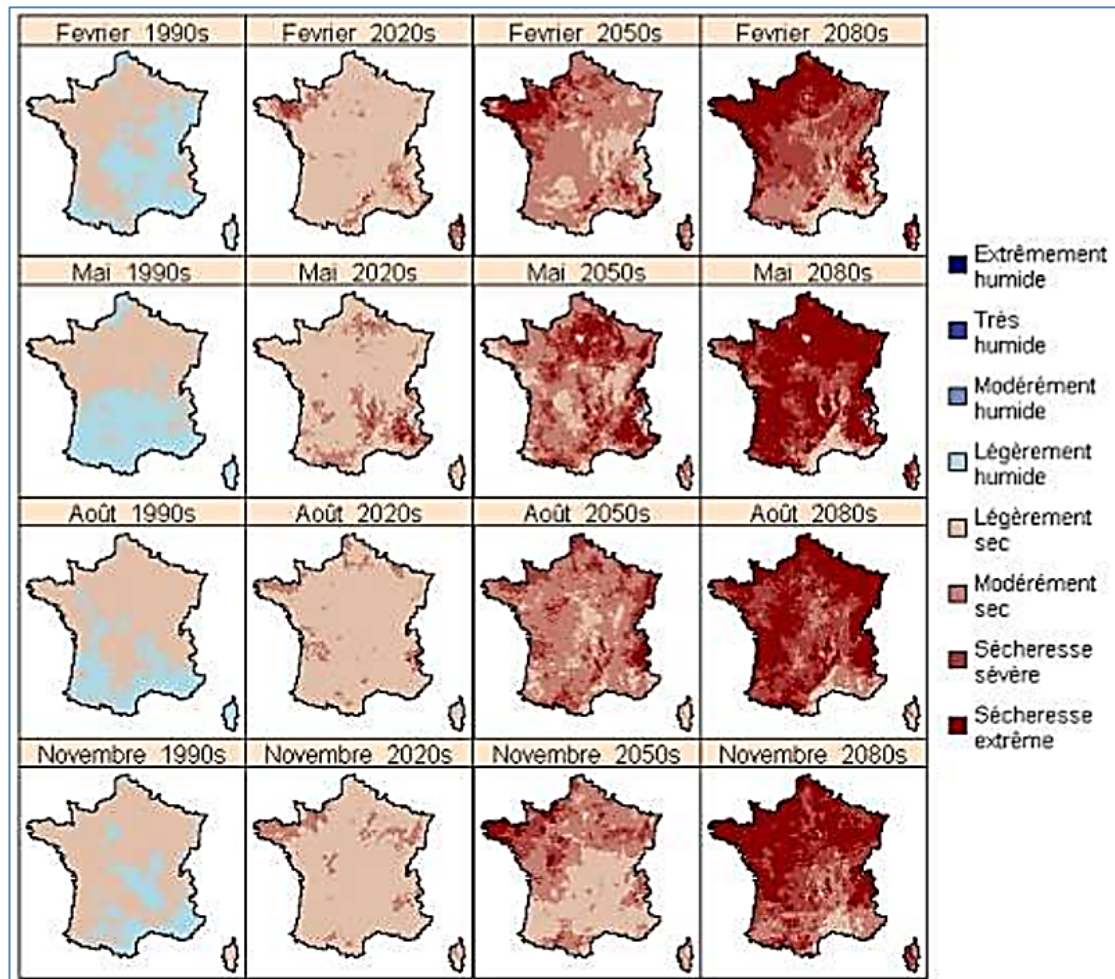 Fevrier 1990s
Fevrier 2020s
Fevrier 2050s
Fevrier 2080s
Mai 1990s
Mai 2020s
Mai 2050s
Mai 2080s
Août 1990s
Août 2020s
Août 2050s
Août 2080s
Novembre 1990s
Novembre 2020s
Novembre 2050s
Novembre 2080s
Extrêmement
humide
Très
humide
Modérément
humide
Légèrement
humide
Légèrement
sec
Modérément
sec
Sécheresse
sévère
Sécheresse
extrême